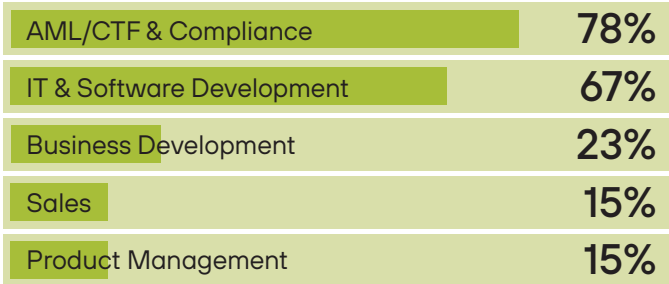 AML/CTF & Compliance 78%
IT & Software Development 67%
Business Development 23%
Sales 15%
Product Management 15%